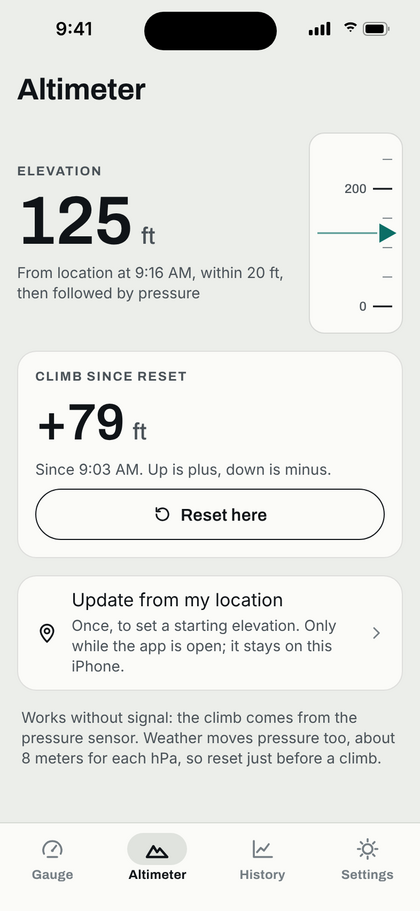 9:41
Altimeter
ELEVATION
125 ft
From location at 9:16 AM, within 20 ft,
then followed by pressure
200
0
CLIMB SINCE RESET
+79 ft
Since 9:03 AM. Up is plus, down is minus.
Reset here
Update from my location
Once, to set a starting elevation. Only
while the app is open; it stays on this
iPhone.
Works without signal: the climb comes from the
pressure sensor. Weather moves pressure too, about
8 meters for each hPa, so reset just before a climb.
Gauge
Altimeter
History
Settings